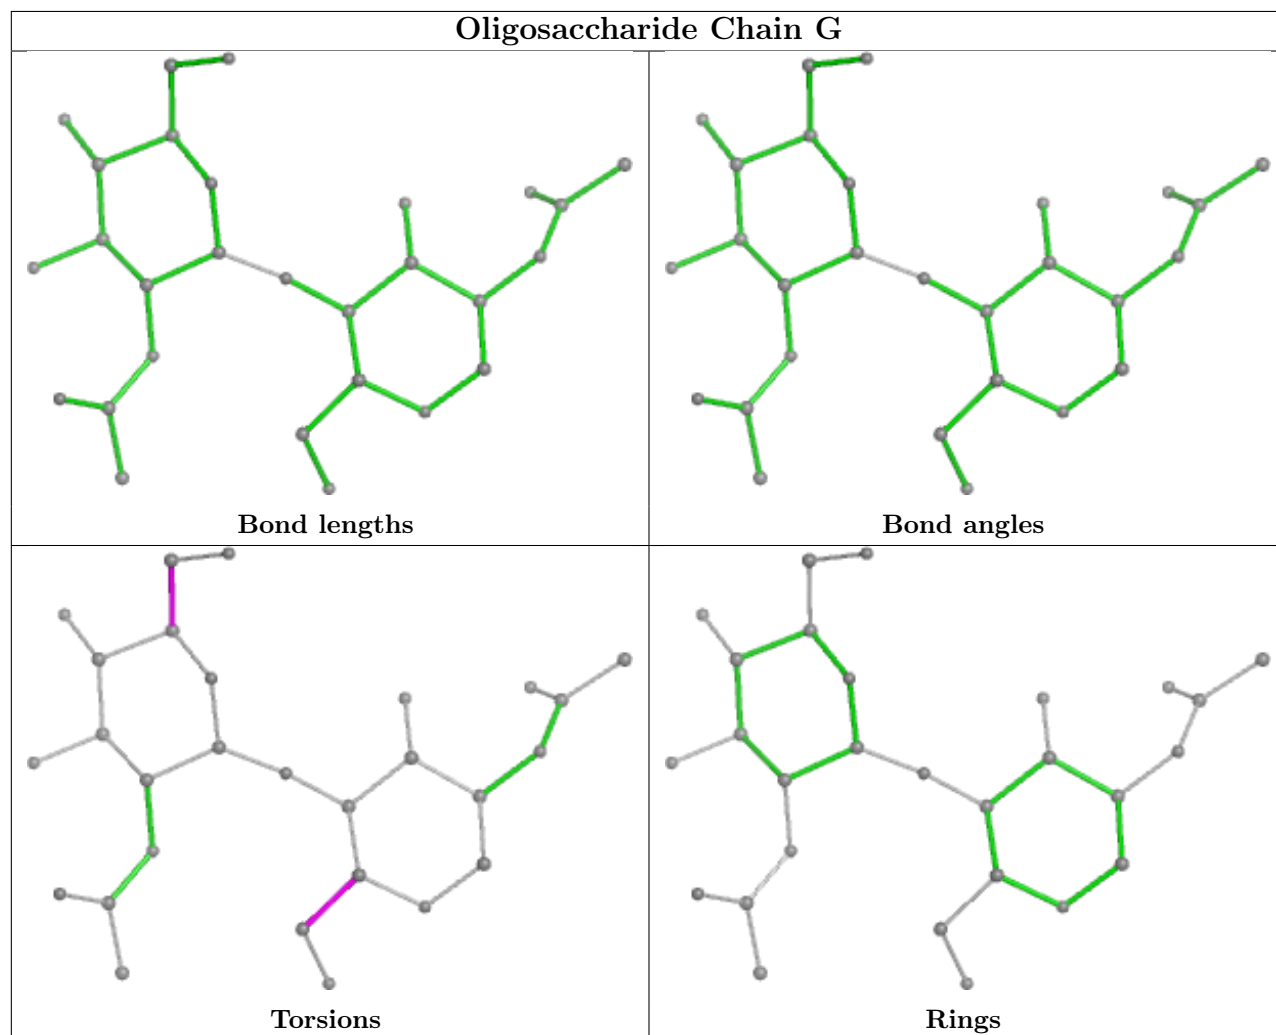 Oligosaccharide Chain G
Bond lengths
Bond angles
Torsions
Rings